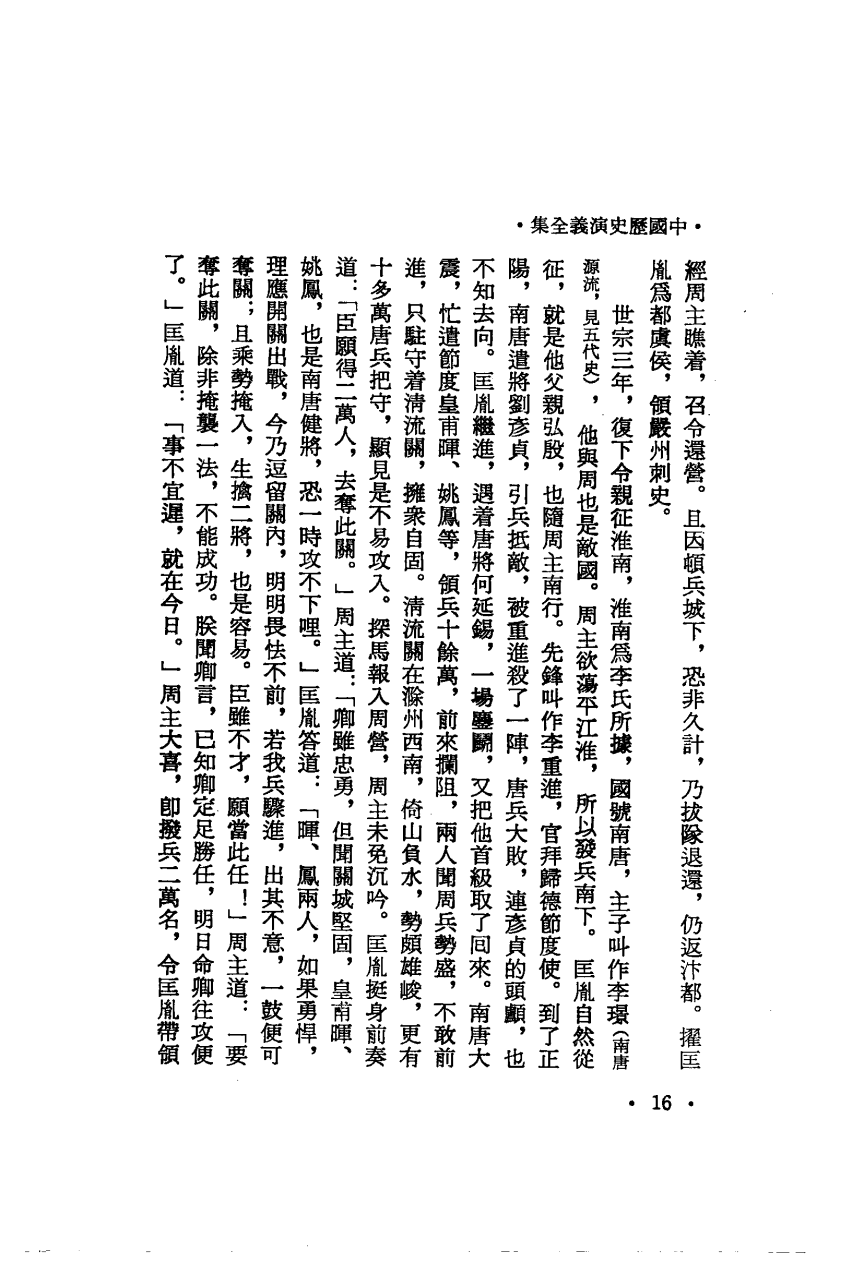 •中國歷史演義全集•
經周主瞧着，召令還營。且因頓兵城下，恐非久計，乃拔隊退還，仍返汴都。擢匡
胤爲都虞侯，領嚴州刺史。
世宗三年，復下令親征淮南，淮南爲李氏所據，國號南唐，主子叫作李璟（南唐
源流，見五代史），他與周也是敵國。周主欲蕩平江淮，所以發兵南下。匡胤自然從
征，就是他父親弘殷，也隨周主南行。先鋒叫作李重進，官拜歸德節度使。到了正
陽，南唐遣將劉彥貞，引兵抵敵，被重進殺了一陣，唐兵大敗，連彥貞的頭顱，也
不知去向。匡胤繼進，遇着唐將何延錫，一場鏖鬭，又把他首級取了回來。南唐大
震，忙遣節度皇甫暉、姚鳳等，領兵十餘萬，前來攔阻，兩人聞周兵勢盛，不敢前
進，只駐守着清流關，擁衆自固。清流關在滁州西南，倚山負水，勢頗雄峻，更有
十多萬唐兵把守，顯見是不易攻入。探馬報入周營，周主未免沉吟。匡胤挺身前奏
道：「臣願得二萬人，去奪此關。」周主道：「卿雖忠勇，但聞關城堅固，皇甫暉、
姚鳳，也是南唐健將，恐一時攻不下哩。」匡胤答道：「暉、鳳兩人，如果勇悍，
理應開關出戰，今乃逗留關內，明明畏怯不前，若我兵驟進，出其不意，一鼓便可
奪關；且乘勢掩入，生擒二將，也是容易。臣雖不才，願當此任！」周主道：「要
奪此關，除非掩襲一法，不能成功。朕聞卿言，已知卿定足勝任，明日命卿往攻便
了。」匡胤道：「事不宜遲，就在今日。」周主大喜，卽撥兵二萬名，令匡胤帶領
• 16 •